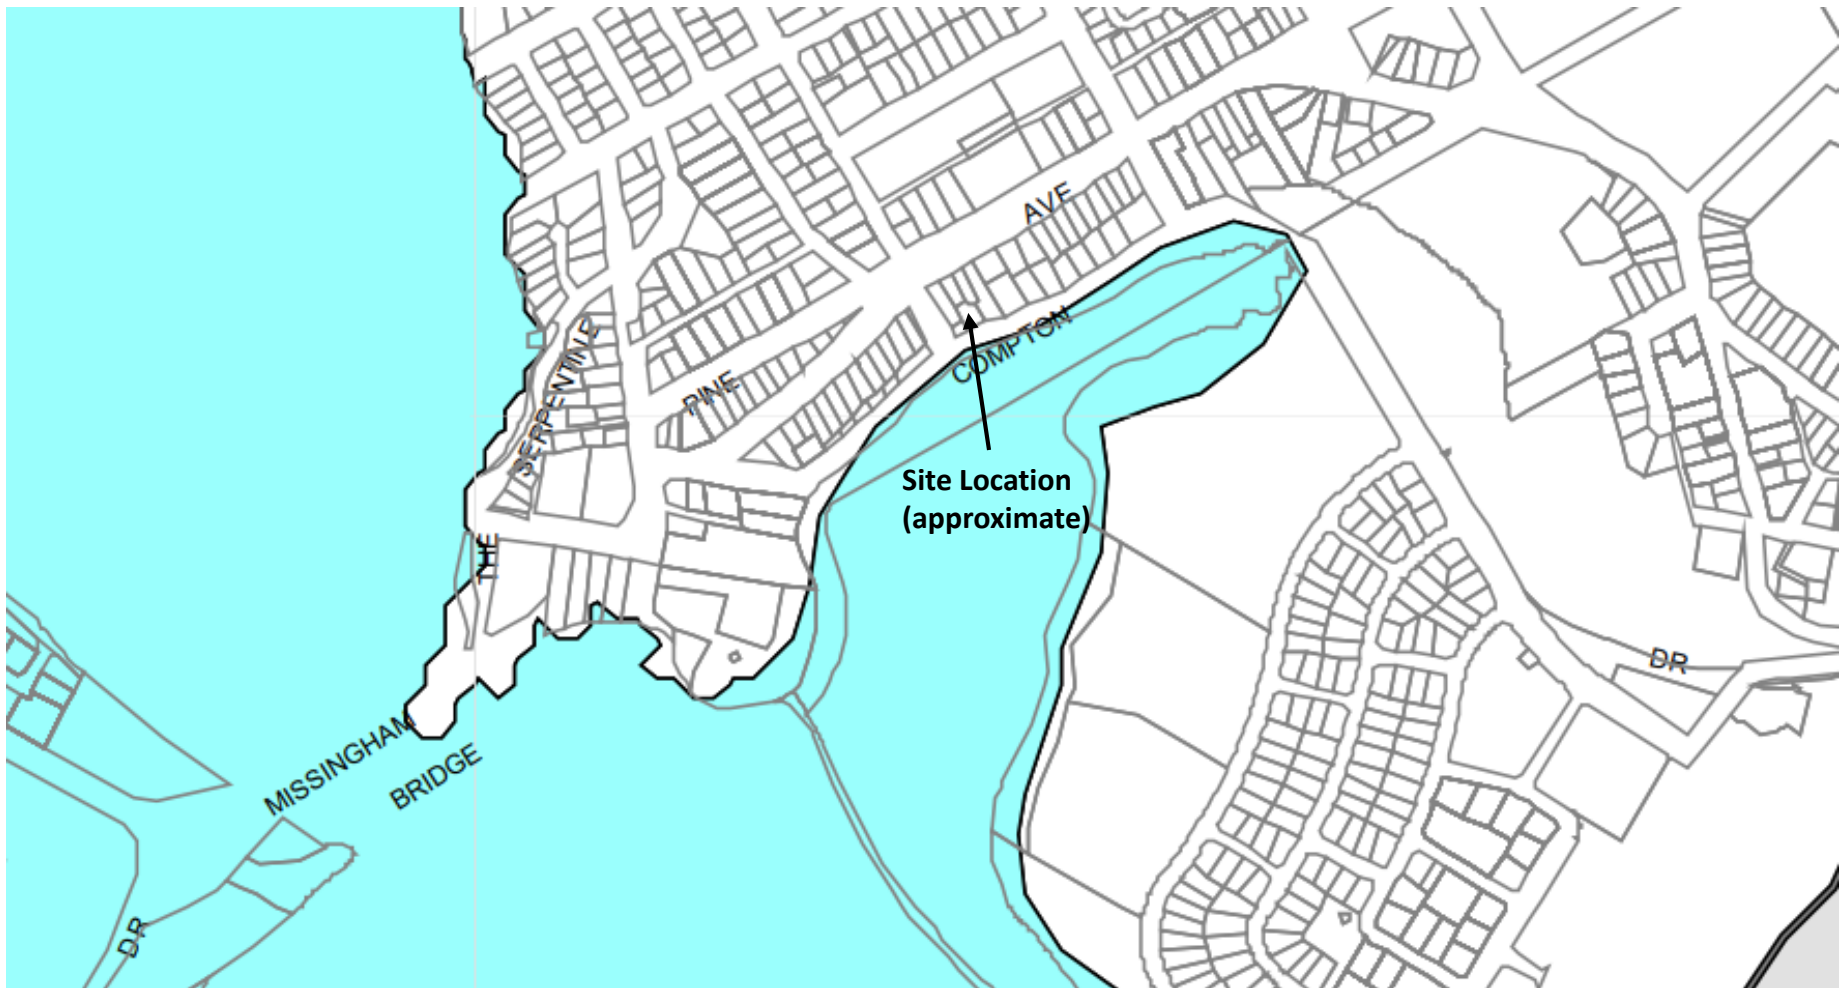 AVE
COMPTON
SERPENTINE
PINE
Site Location
(approximate)
THE
DR
MISSINGHAM
BRIDGE
DR